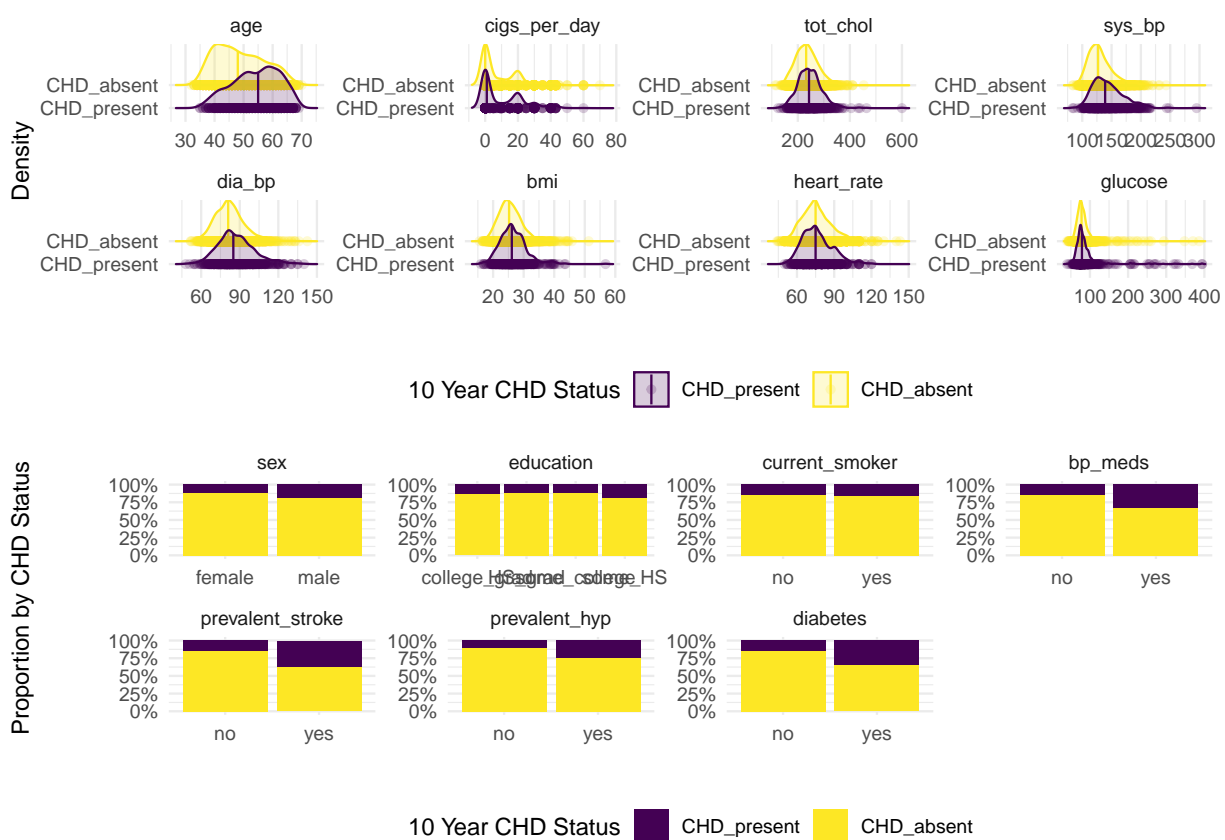 age cigs_per_day tot_chol sys_bp
CHD_absent CHD_absent CHD_absent CHD_absent
CHD_present CHD_present CHD_present CHD_present
30 40 50 60 70 0 20 40 60 80 200 400 600 100 150 200 250 300
Density
dia_bp bmi heart_rate glucose
CHD_absent CHD_absent CHD_absent CHD_absent
CHD_present CHD_present CHD_present CHD_present
60 90 120 150 20 30 40 50 60 60 90 120 150 100 200 300 400
10 Year CHD Status CHD_present CHD_absent
Proportion by CHD Status
sex education current_smoker bp_meds
100% 100% 100% 100%
75% 75% 75% 75%
50% 50% 50% 50%
25% 25% 25% 25%
0% 0% 0% 0%
female male no yes no yes
prevalent_stroke prevalent_hyp diabetes
100% 100% 100%
75% 75% 75%
50% 50% 50%
25% 25% 25%
0% 0% 0%
no yes no yes no yes
10 Year CHD Status CHD_present CHD_absent